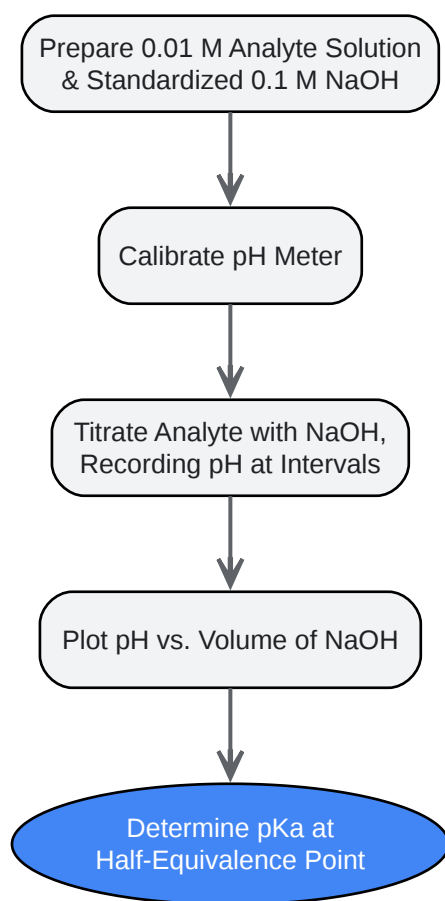 Prepare 0.01 M Analyte Solution
& Standardized 0.1 M NaOH
Calibrate pH Meter
Titrate Analyte with NaOH,
Recording pH at Intervals
Plot pH vs. Volume of NaOH
Determine pKa at
Half-Equivalence Point